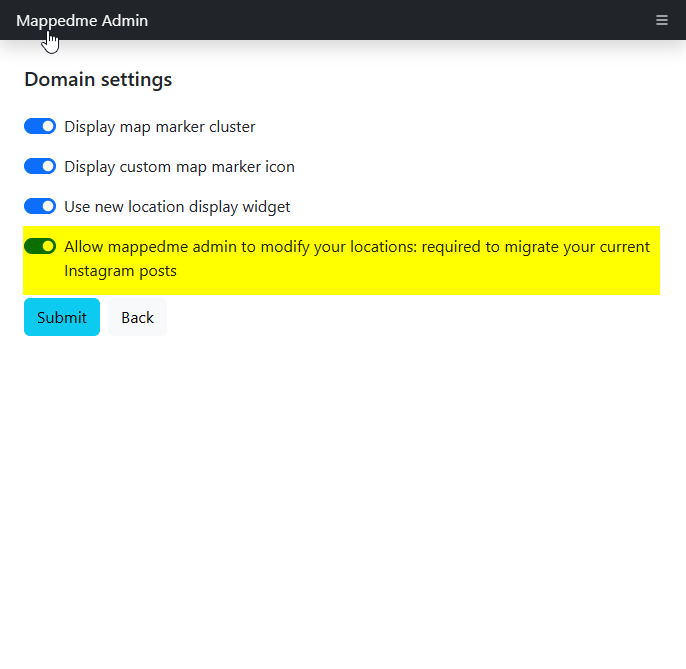 Mappedme Admin
Domain settings
Display map marker cluster
Display custom map marker icon
Use new location display widget
Allow mappedme admin to modify your locations: required to migrate your current
Instagram posts
Submit Back